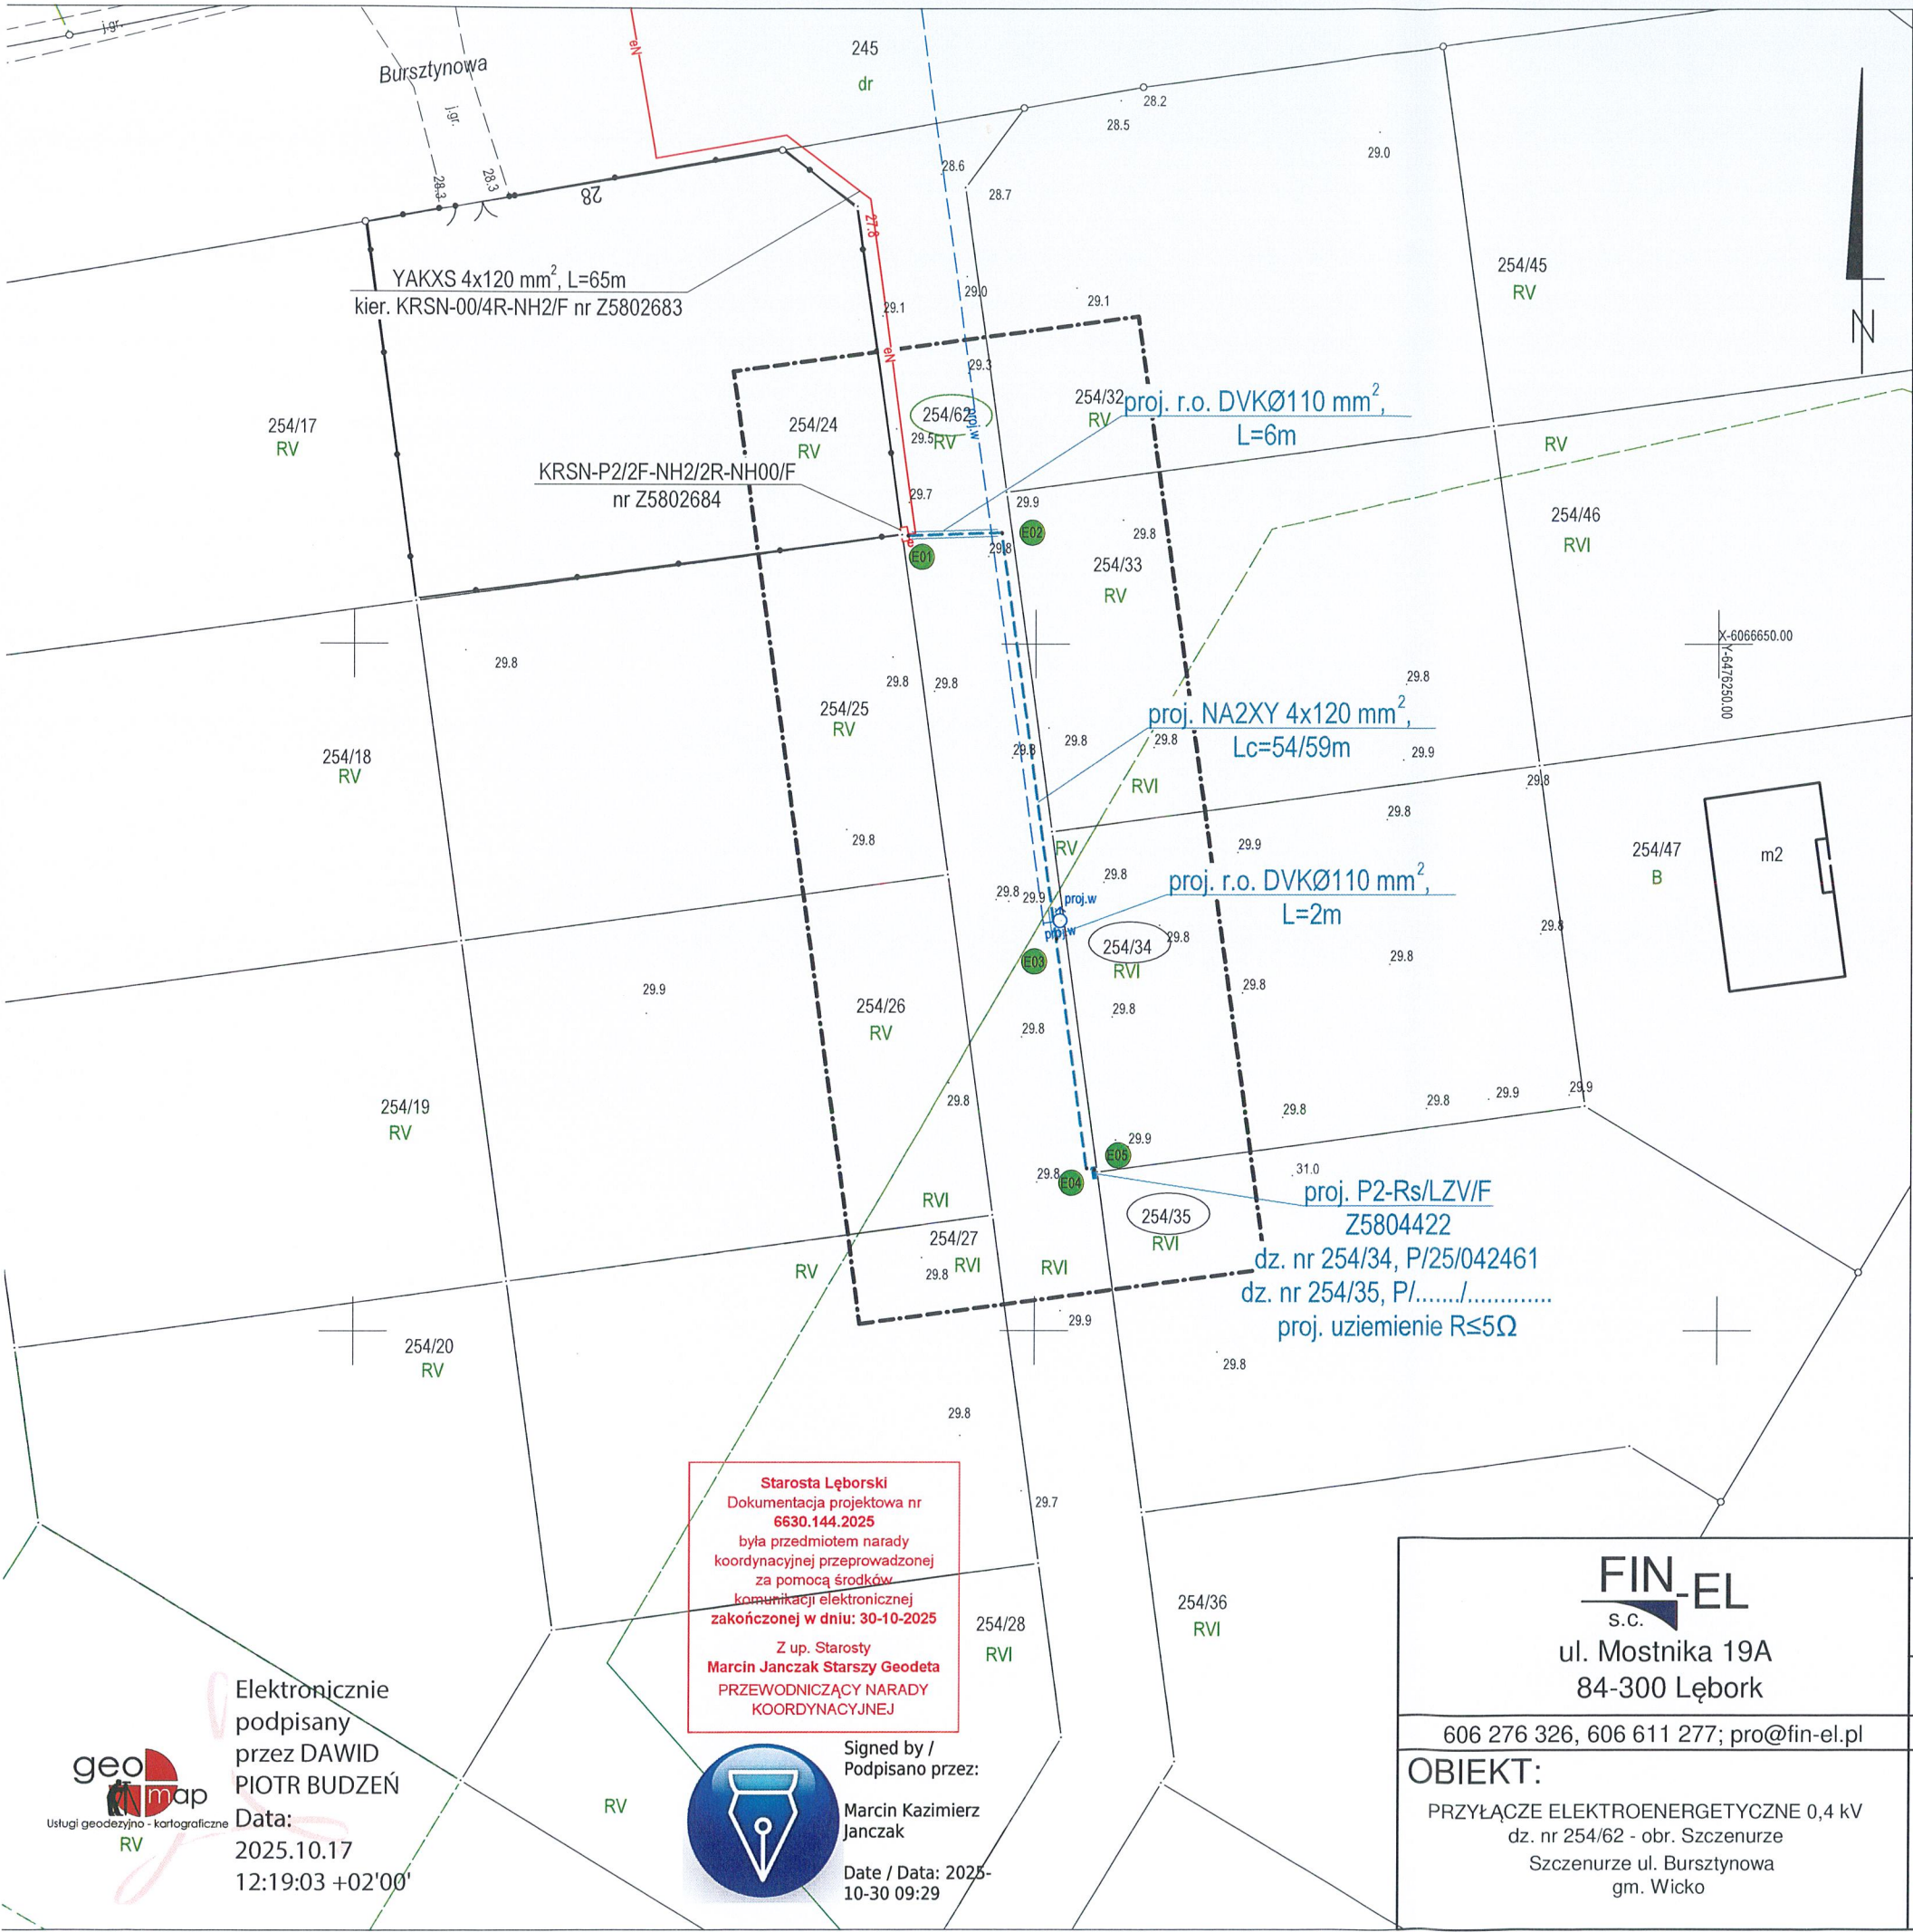 j.gr.
Bursztynowa
j.gr.
28.3
28.3
28
eN
245
dr
28.2
28.5
29.0
28.6
28.7
27.8
YAKXS 4x120 mm², L=65m
kier. KRSN-00/4R-NH2/F nr Z5802683
29.1
29.0
29.1
254/45
RV
N
eN
29.3
254/17
RV
254/24
RV
254/62
RV
proj.w
29.5
254/32
RV
proj. r.o. DVKØ110 mm²,
L=6m
RV
KRSN-P2/2F-NH2/2R-NH00/F
nr Z5802684
29.7
29.9
E01
E02
29.8
29.8
254/33
RV
254/46
RVI
X-6066650.00
Y-6476250.00
29.8
29.8
29.8
29.8
254/25
RV
254/18
RV
proj. NA2XY 4x120 mm²,
Lc=54/59m
29.8
29.8
29.8
29.9
29.8
RVI
29.8
29.8
RV
29.9
254/47
B
m2
29.8
29.8
29.9
proj. r.o. DVKØ110 mm²,
L=2m
proj.w
proj.w
254/34
RVI
29.8
29.8
29.8
E03
29.9
254/26
RV
29.8
29.8
29.8
254/19
RV
29.8
29.8
29.8
29.9
29.9
29.9
E05
29.8
E04
31.0
RVI
254/35
RVI
proj. P2-Rs/LZV/F
Z5804422
dz. nr 254/34, P/25/042461
dz. nr 254/35, P/......./.............
proj. uziemienie R≤5Ω
254/27
RVI
29.8
RV
RVI
29.9
254/20
RV
29.8
29.8
29.7
Starosta Lęborski
Dokumentacja projektowa nr
6630.144.2025
była przedmiotem narady
koordynacyjnej przeprowadzonej
za pomocą środków
komunikacji elektronicznej
zakończonej w dniu: 30-10-2025
Z up. Starosty
Marcin Janczak Starszy Geodeta
PRZEWODNICZĄCY NARADY
KOORDYNACYJNEJ
254/28
RVI
254/36
RVI
RV
geo
map
Usługi geodezyjno - kartograficzne
RV
Elektronicznie
podpisany
przez DAWID
PIOTR BUDZEŃ
Data:
2025.10.17
12:19:03 +02'00'
Signed by /
Podpisano przez:
Marcin Kazimierz
Janczak
Date / Data: 2025-
10-30 09:29
FIN-EL
s.c.
ul. Mostnika 19A
84-300 Lębork
606 276 326, 606 611 277; pro@fin-el.pl
OBIEKT:
PRZYŁĄCZE ELEKTROENERGETYCZNE 0,4 kV
dz. nr 254/62 - obr. Szczenurze
Szczenurze ul. Bursztynowa
gm. Wicko